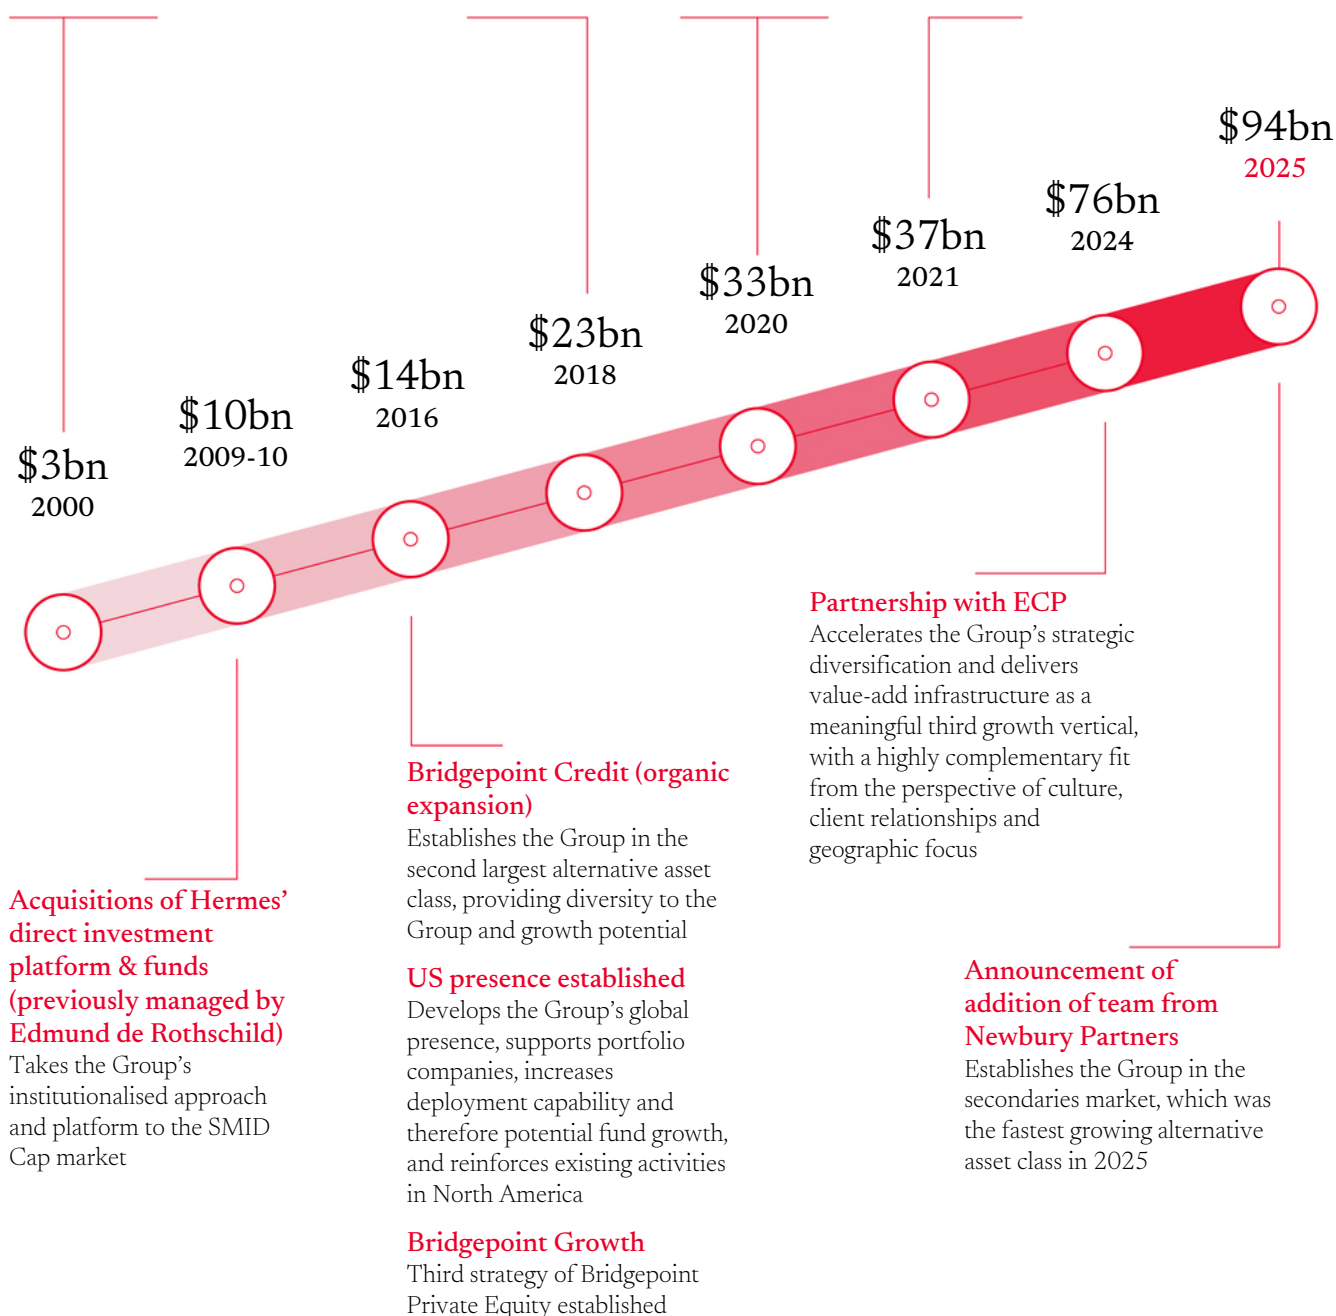 $3bn
2000
$10bn
2009-10
$14bn
2016
$23bn
2018
$33bn
2020
$37bn
2021
$76bn
2024
$94bn
2025
Acquisitions of Hermes’
direct investment
platform & funds
(previously managed by
Edmund de Rothschild)
Takes the Group’s
institutionalised approach
and platform to the SMID
Cap market
Bridgepoint Credit (organic
expansion)
Establishes the Group in the
second largest alternative asset
class, providing diversity to the
Group and growth potential
US presence established
Develops the Group’s global
presence, supports portfolio
companies, increases
deployment capability and
therefore potential fund growth,
and reinforces existing activities
in North America
Bridgepoint Growth
Third strategy of Bridgepoint
Private Equity established
Partnership with ECP
Accelerates the Group’s strategic
diversification and delivers
value-add infrastructure as a
meaningful third growth vertical,
with a highly complementary fit
from the perspective of culture,
client relationships and
geographic focus
Announcement of
addition of team from
Newbury Partners
Establishes the Group in the
secondaries market, which was
the fastest growing alternative
asset class in 2025